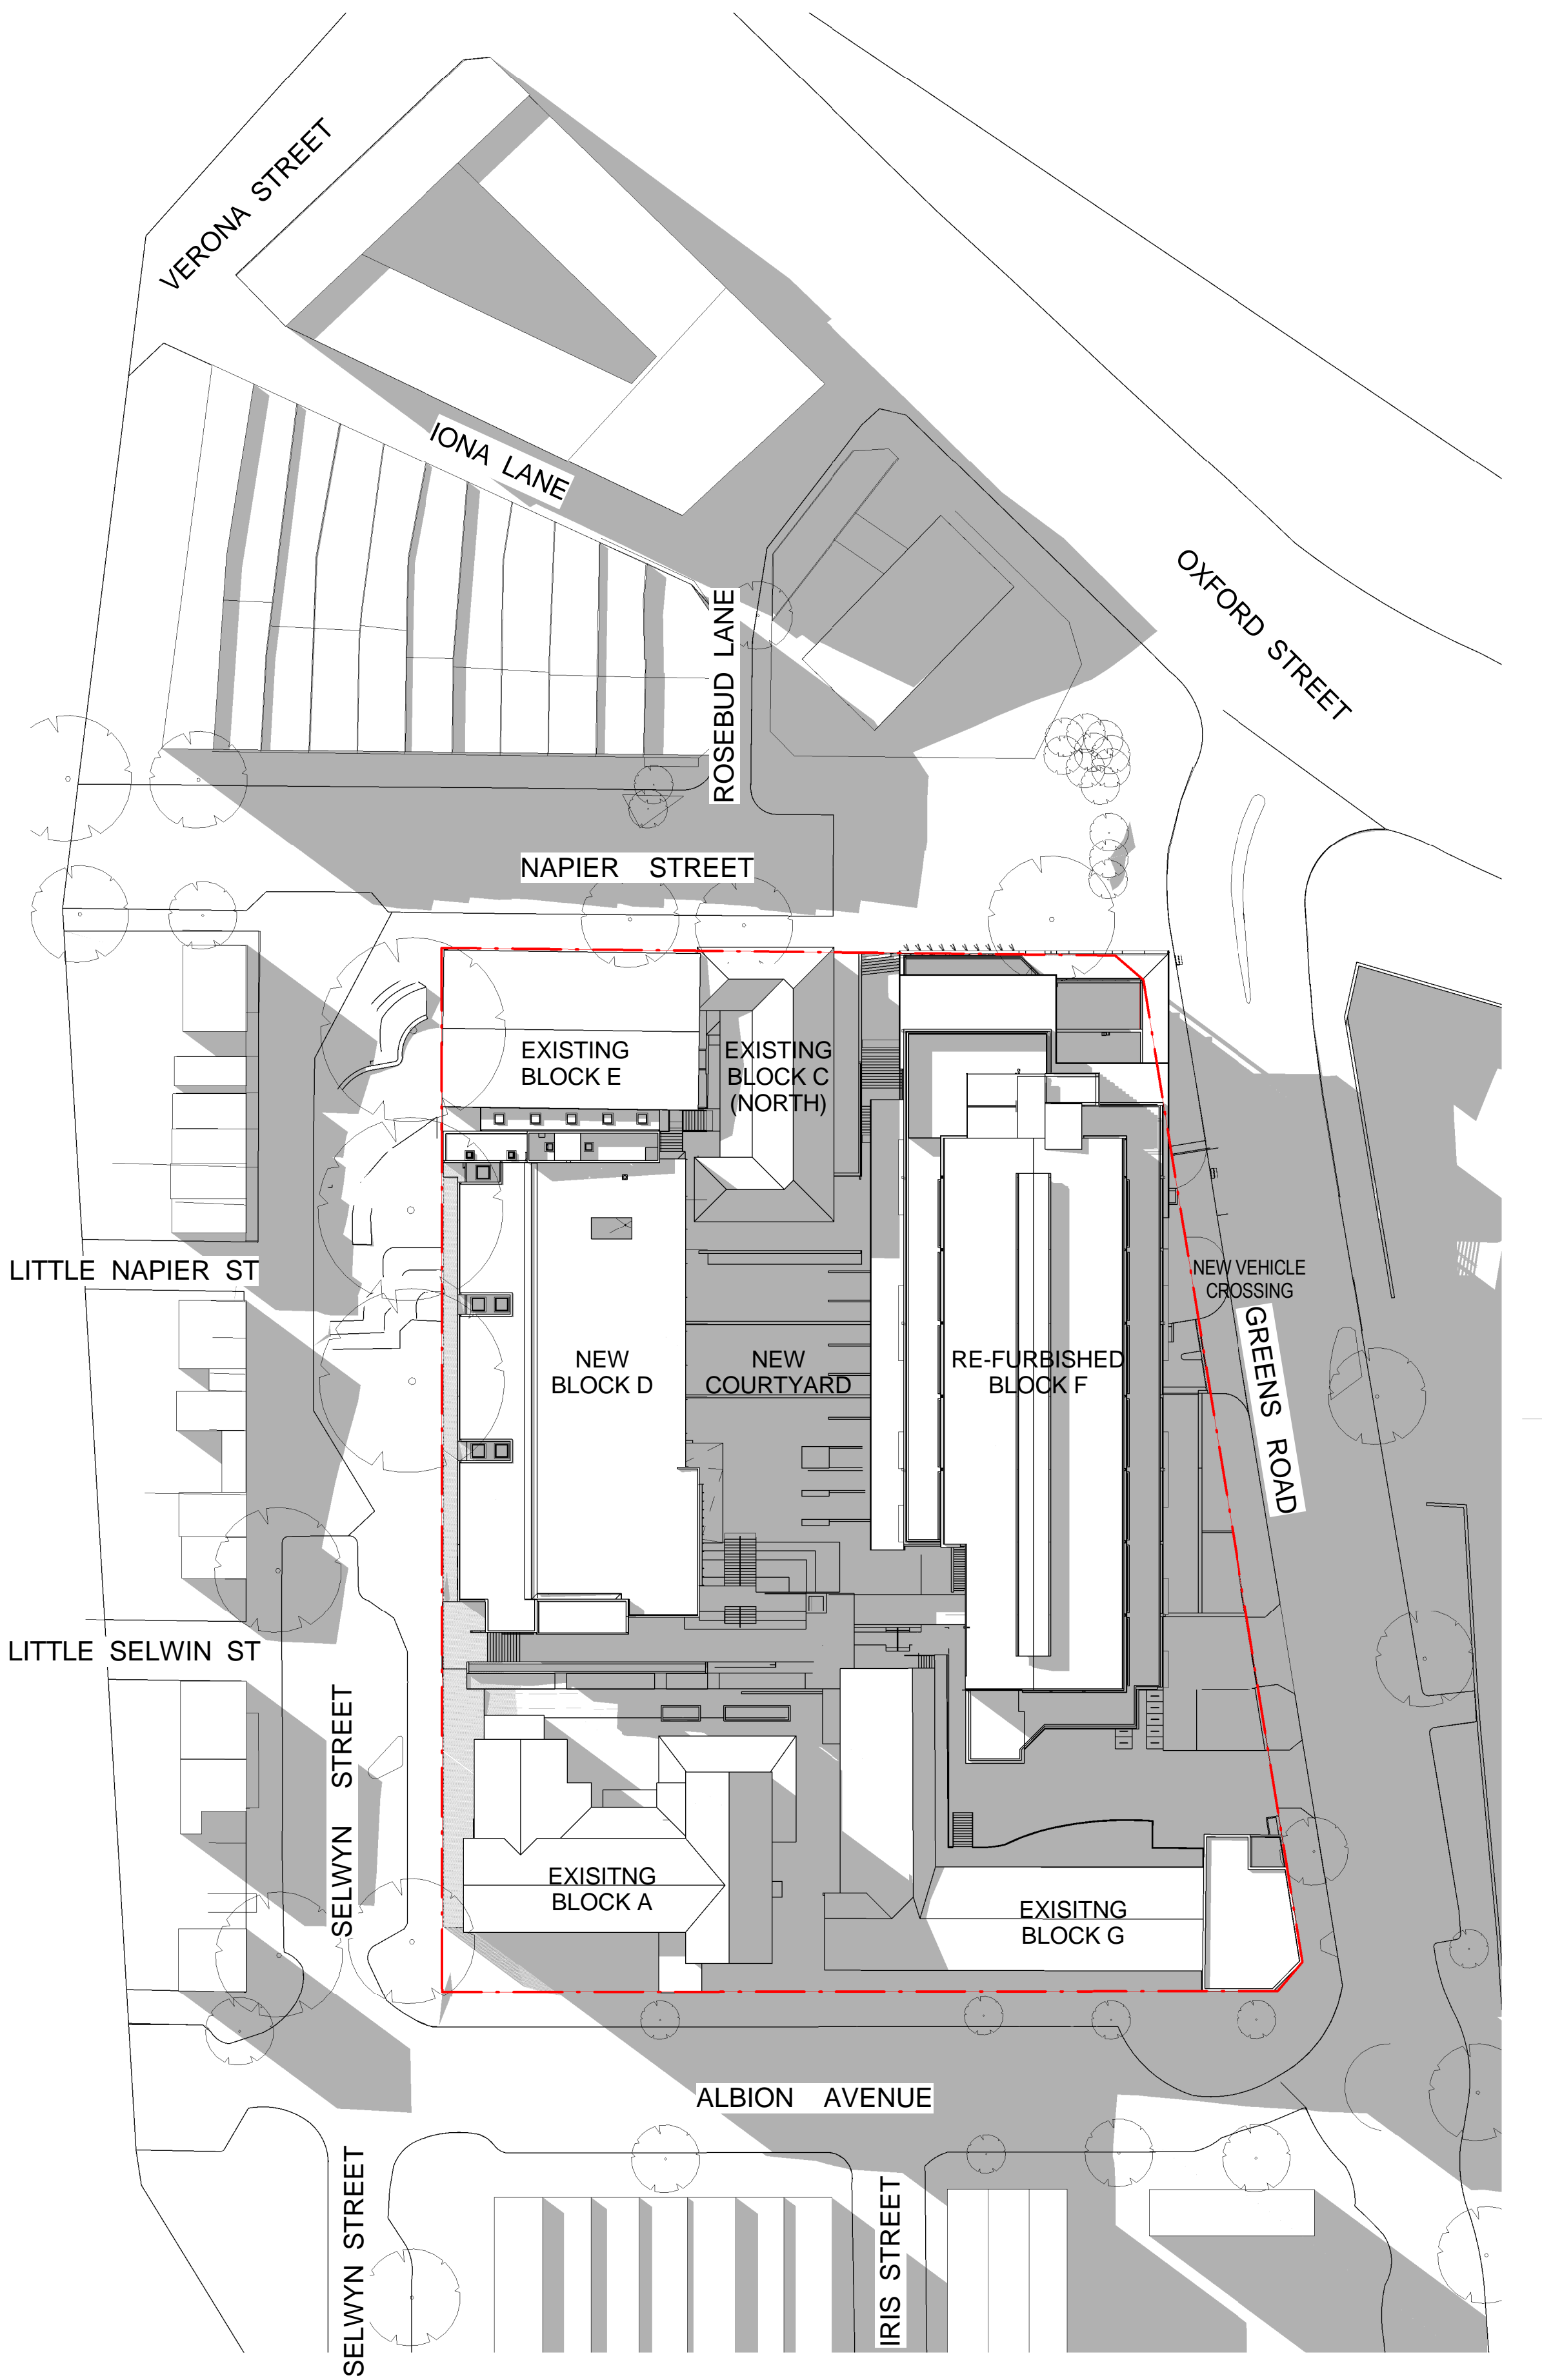 VERONA STREET
IONA LANE
OXFORD STREET
ROSEBUD LANE
NAPIER STREET
EXISTING
BLOCK E
EXISTING
BLOCK C
(NORTH)
LITTLE NAPIER ST
NEW VEHICLE
CROSSING
NEW
BLOCK D
NEW
COURTYARD
RE-FURBISHED
BLOCK F
GREENS ROAD
LITTLE SELWIN ST
SELWYN STREET
EXISITNG
BLOCK A
EXISITNG
BLOCK G
ALBION AVENUE
SELWYN STREET
IRIS STREET